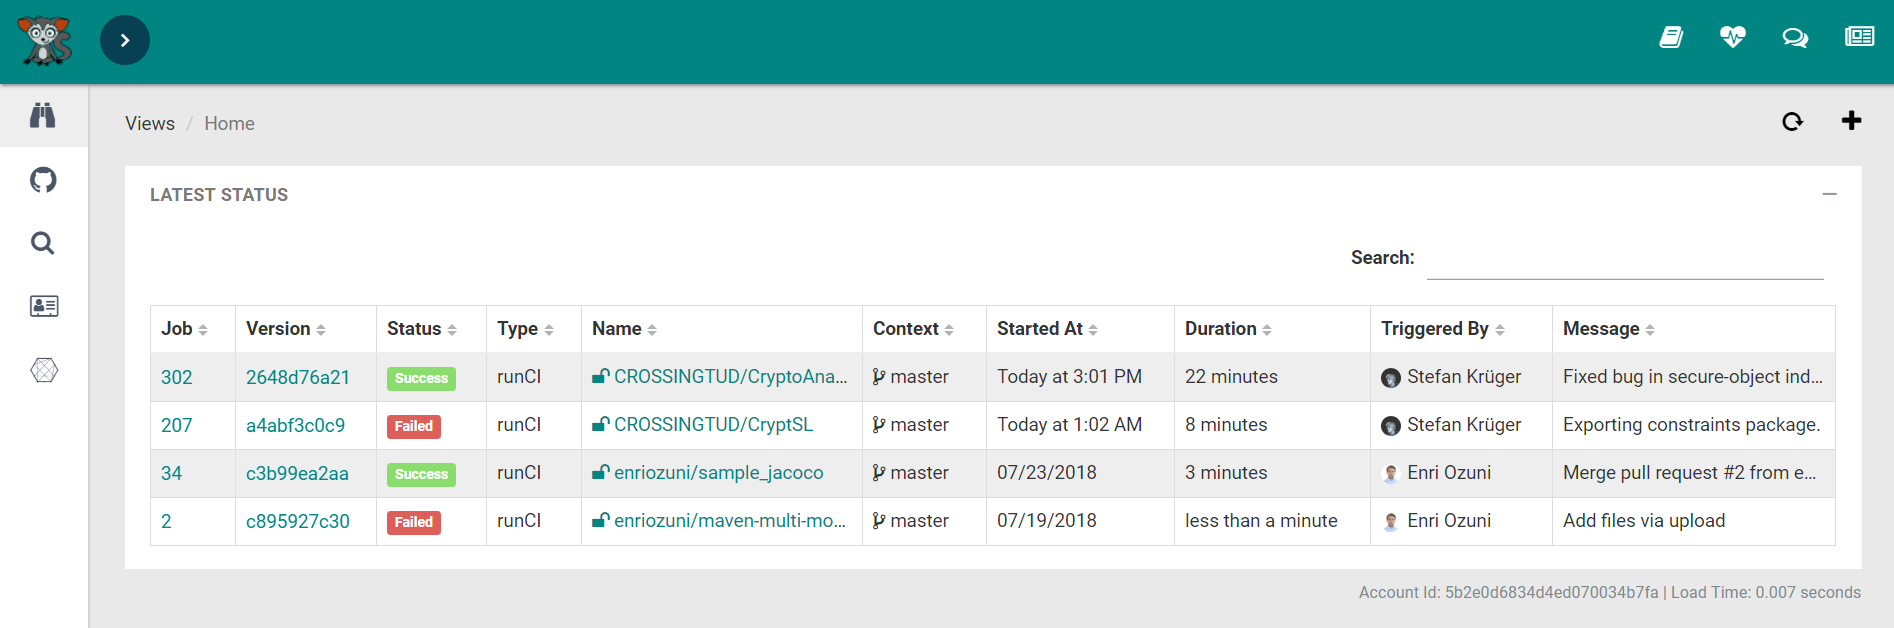 Views / Home
LATEST STATUS
Search:
Job Version Status Type Name Context Started At Duration Triggered By Message
302 2648d76a21 Success runCI CROSSINGTUD/CryptoAna... master Today at 3:01 PM 22 minutes Stefan Krüger Fixed bug in secure-object ind...
207 a4abf3c0c9 Failed runCI CROSSINGTUD/CryptSL master Today at 1:02 AM 8 minutes Stefan Krüger Exporting constraints package.
34 c3b99ea2aa Success runCI enriozuni/sample_jacoco master 07/23/2018 3 minutes Enri Ozuni Merge pull request #2 from e...
2 c895927c30 Failed runCI enriozuni/maven-multi-mo... master 07/19/2018 less than a minute Enri Ozuni Add files via upload
Account Id: 5b2e0d6834d4ed070034b7fa | Load Time: 0.007 seconds